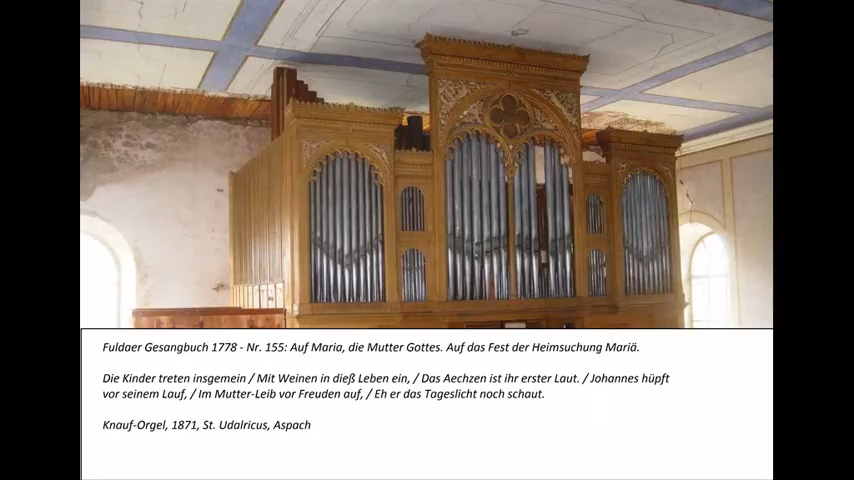 Fuldaer Gesangbuch 1778 - Nr. 155: Auf Maria, die Mutter Gottes. Auf das Fest der Heimsuchung Mariä.
Die Kinder treten insgemein / Mit Weinen in dieß Leben ein, / Das Aechzen ist ihr erster Laut. / Johannes hüpft
vor seinem Lauf, / Im Mutter-Leib vor Freuden auf, / Eh er das Tageslicht noch schaut.
Knauf-Orgel, 1871, St. Udalricus, Aspach